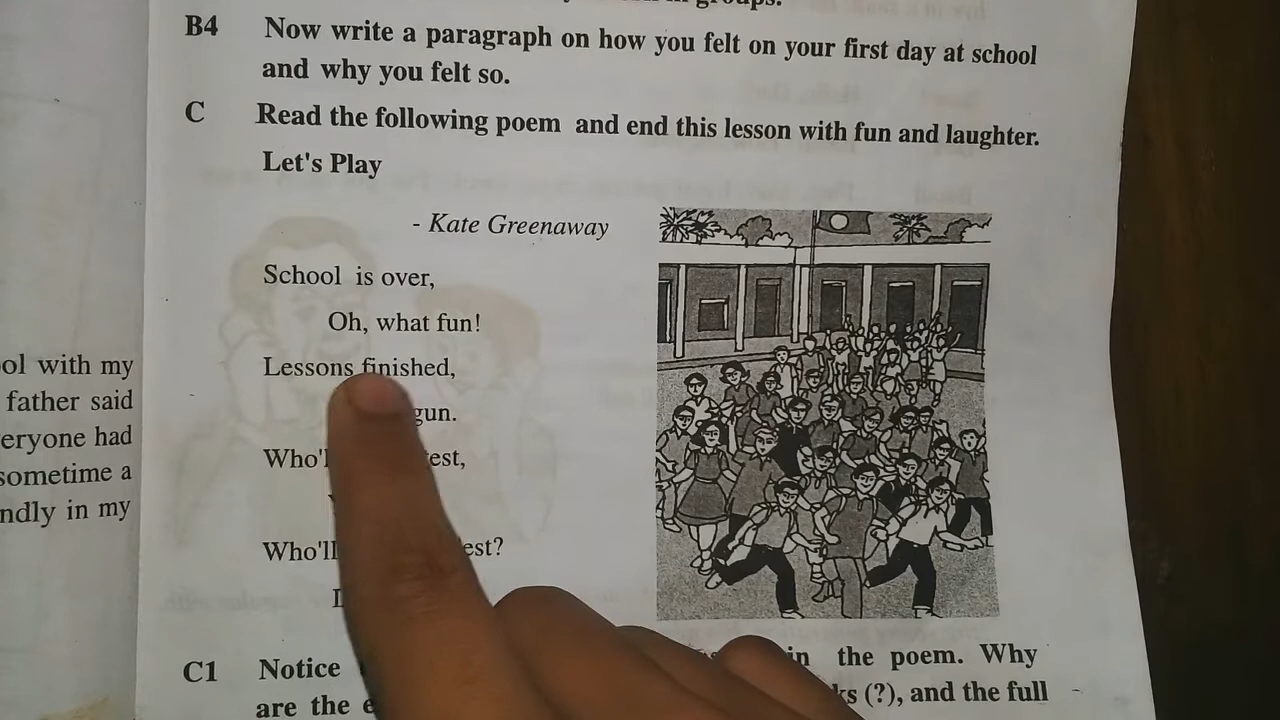 groups.
B4 Now write a paragraph on how you felt on your first day at school
and why you felt so.
C Read the following poem and end this lesson with fun and laughter.
Let's Play
- Kate Greenaway
School is over,
Oh, what fun!
Lessons finished,
gun.
Who'l est,
Who'll est?
I
C1 Notice in the poem. Why
are the (?), and the full
ol with my
father said
eryone had
sometime a
ndly in my